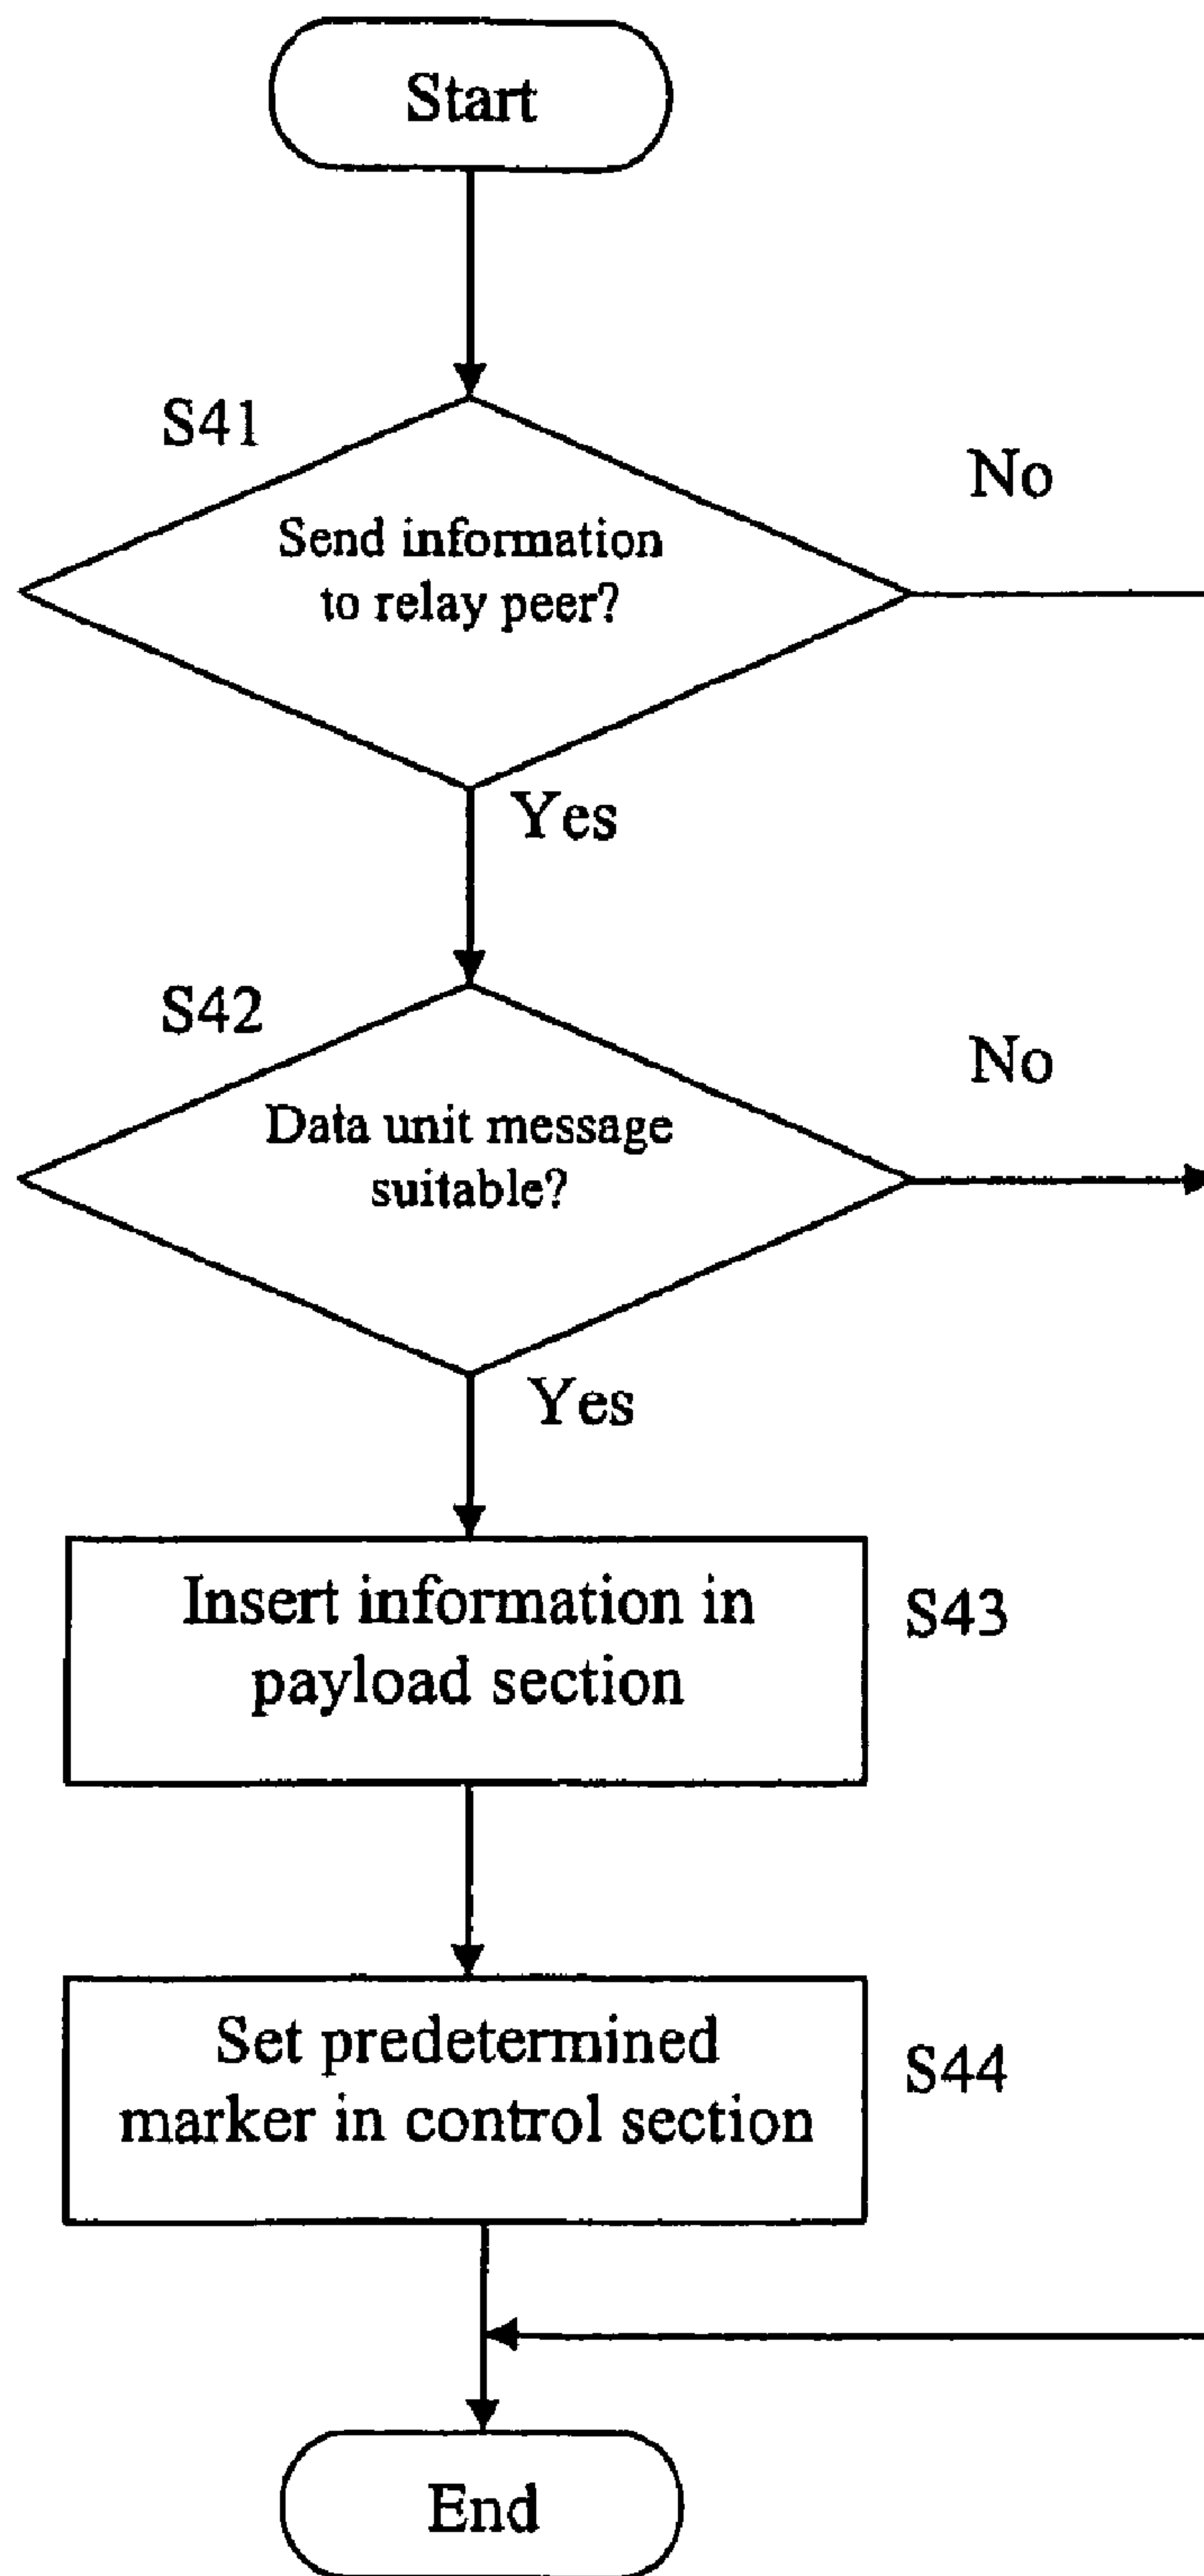 Start
S41
No
Send information
to relay peer?
Yes
S42
No
Data unit message
suitable?
Yes
Insert information in
payload section
S43
Set predetermined
marker in control section
S44
End